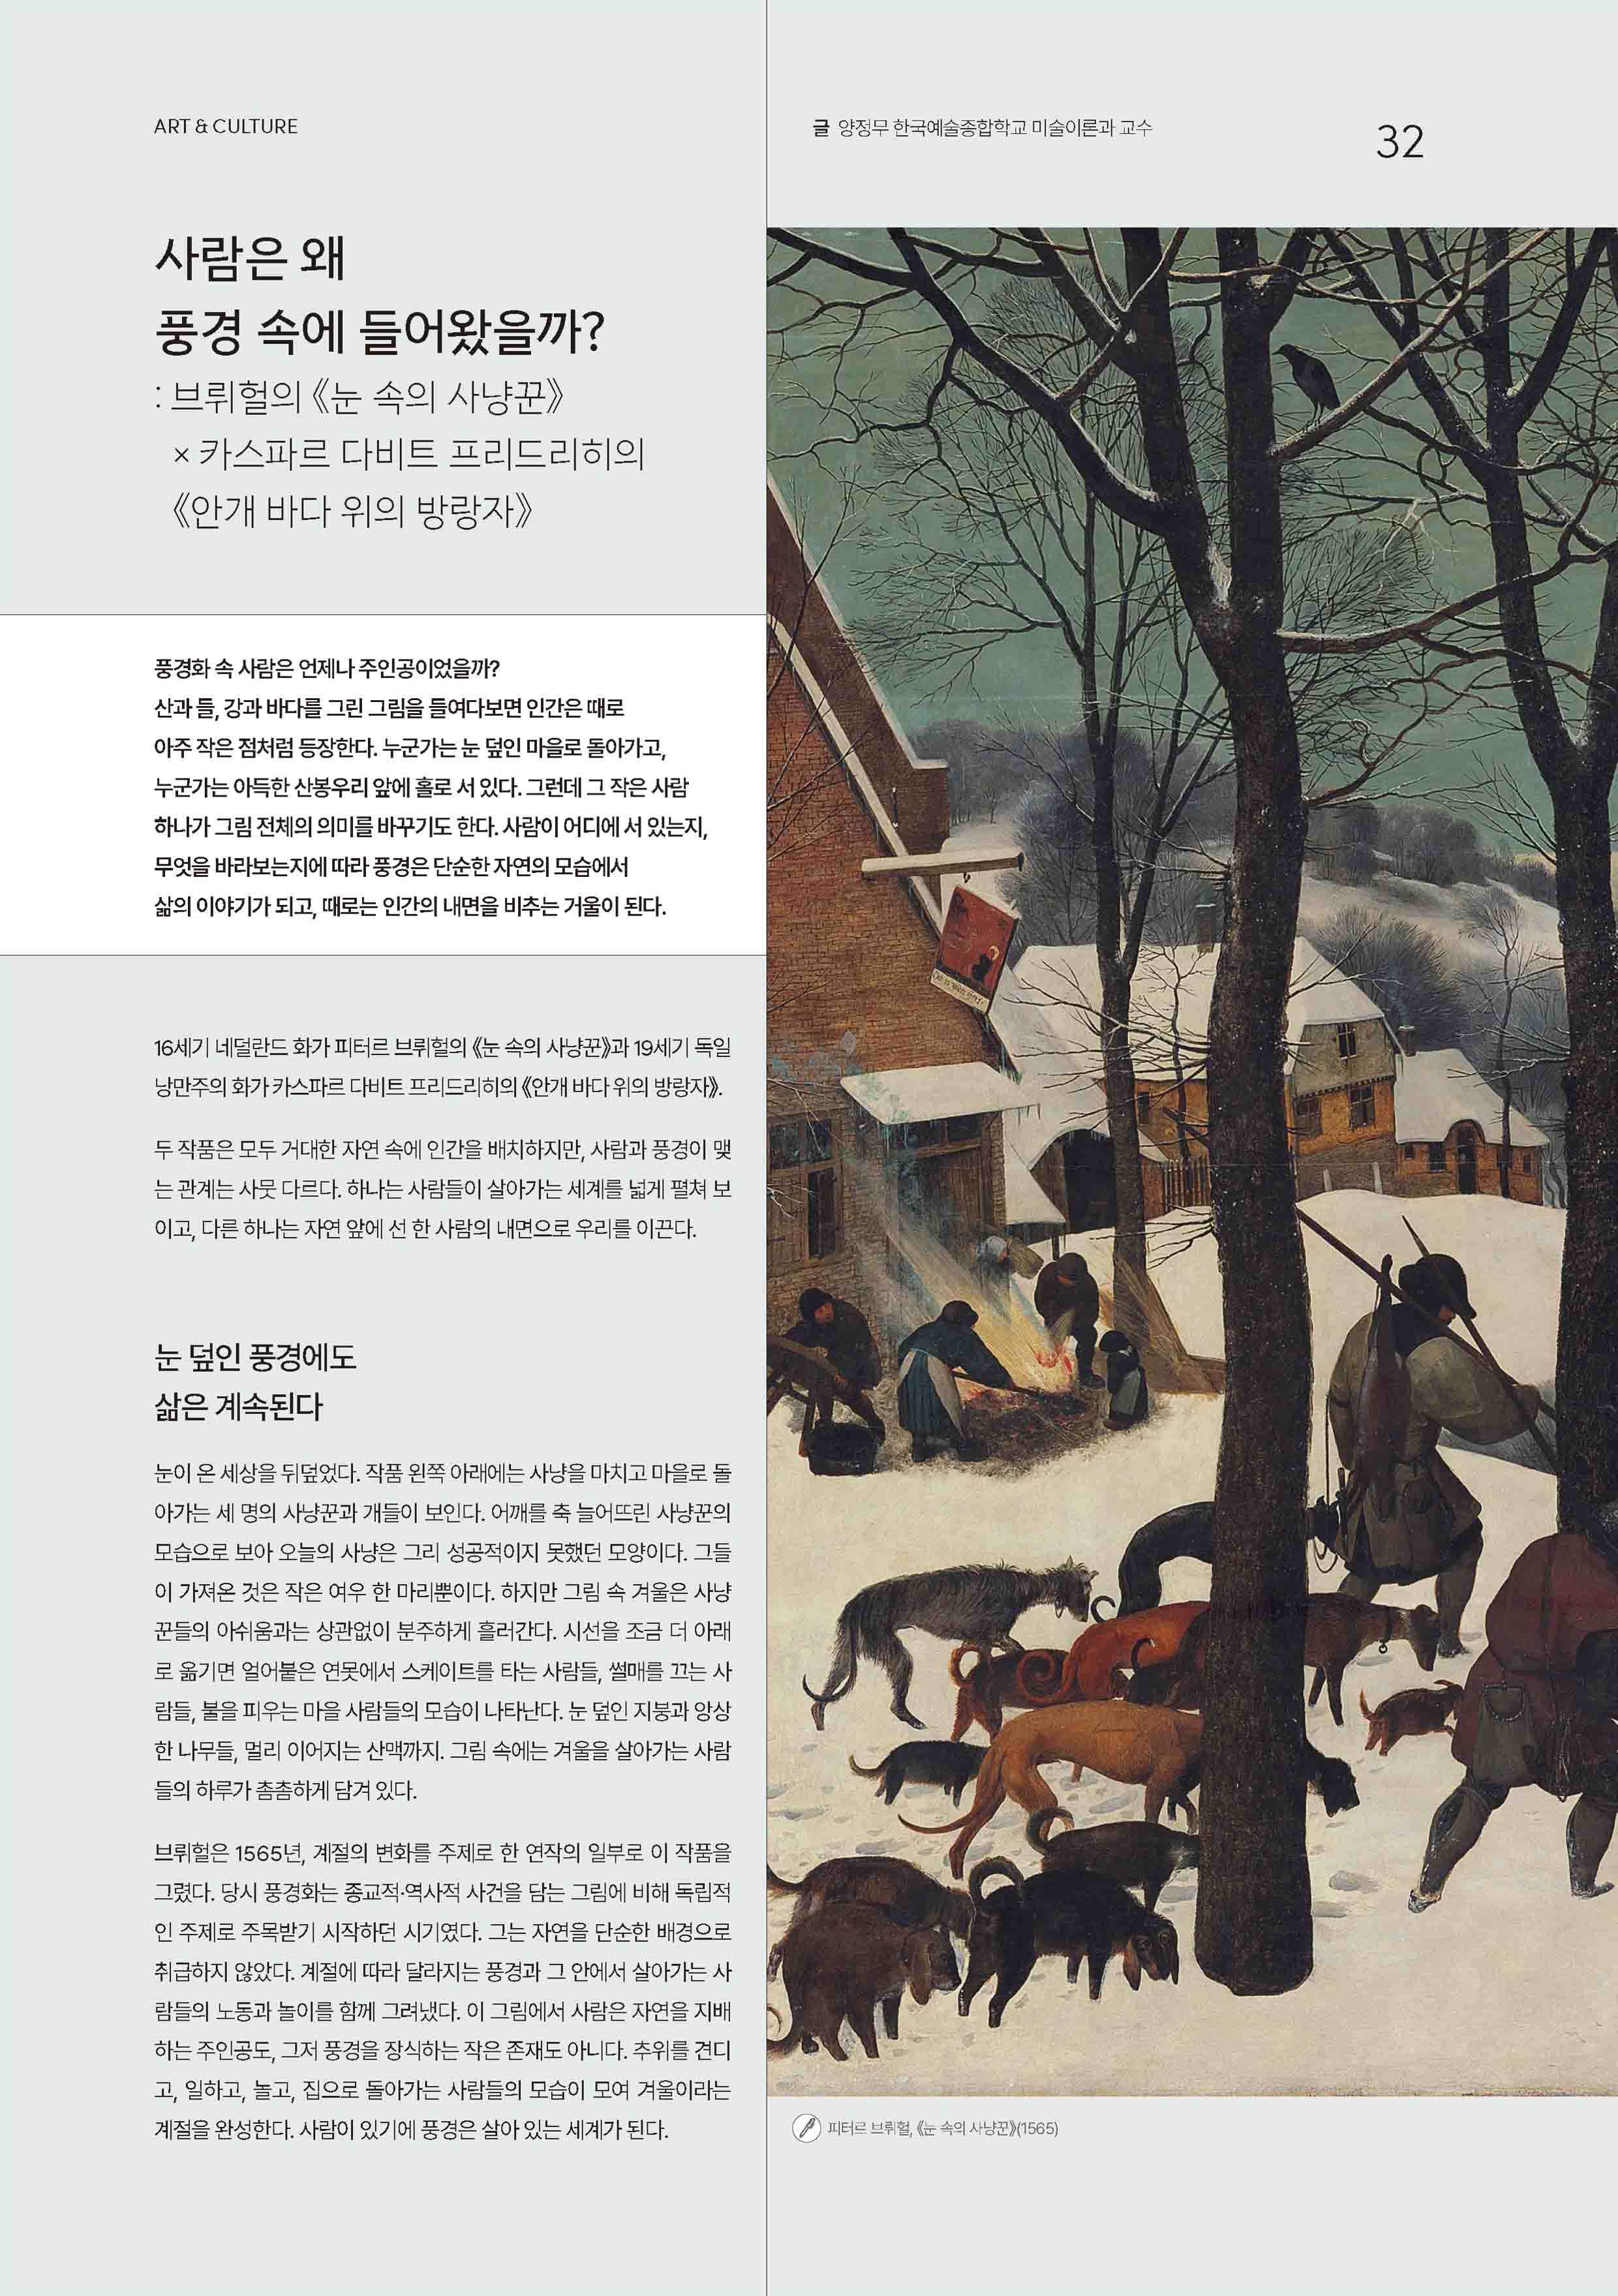 ART & CULTURE
글 양정무 한국예술종합학교 미술이론과 교수
32
사람은 왜
풍경 속에 들어왔을까?
: 브뤼헐의 《눈 속의 사냥꾼》
× 카스파르 다비트 프리드리히의
《안개 바다 위의 방랑자》
풍경화 속 사람은 언제나 주인공이었을까?
산과 들, 강과 바다를 그린 그림을 들여다보면 인간은 때로
아주 작은 점처럼 등장한다. 누군가는 눈 덮인 마을로 돌아가고,
누군가는 아득한 산봉우리 앞에 홀로 서 있다. 그런데 그 작은 사람
하나가 그림 전체의 의미를 바꾸기도 한다. 사람이 어디에 서 있는지,
무엇을 바라보는지에 따라 풍경은 단순한 자연의 모습에서
삶의 이야기가 되고, 때로는 인간의 내면을 비추는 거울이 된다.
16세기 네덜란드 화가 피터르 브뤼헐의 《눈 속의 사냥꾼》과 19세기 독일
낭만주의 화가 카스파르 다비트 프리드리히의 《안개 바다 위의 방랑자》.
두 작품은 모두 거대한 자연 속에 인간을 배치하지만, 사람과 풍경이 맺
는 관계는 사뭇 다르다. 하나는 사람들이 살아가는 세계를 넓게 펼쳐 보
이고, 다른 하나는 자연 앞에 선 한 사람의 내면으로 우리를 이끈다.
눈 덮인 풍경에도
삶은 계속된다
눈이 온 세상을 뒤덮었다. 작품 왼쪽 아래에는 사냥을 마치고 마을로 돌
아가는 세 명의 사냥꾼과 개들이 보인다. 어깨를 축 늘어뜨린 사냥꾼의
모습으로 보아 오늘의 사냥은 그리 성공적이지 못했던 모양이다. 그들
이 가져온 것은 작은 여우 한 마리뿐이다. 하지만 그림 속 겨울은 사냥
꾼들의 아쉬움과는 상관없이 분주하게 흘러간다. 시선을 조금 더 아래
로 옮기면 얼어붙은 연못에서 스케이트를 타는 사람들, 썰매를 끄는 사
람들, 불을 피우는 마을 사람들의 모습이 나타난다. 눈 덮인 지붕과 앙상
한 나무들, 멀리 이어지는 산맥까지. 그림 속에는 겨울을 살아가는 사람
들의 하루가 촘촘하게 담겨 있다.
브뤼헐은 1565년, 계절의 변화를 주제로 한 연작의 일부로 이 작품을
그렸다. 당시 풍경화는 종교적·역사적 사건을 담는 그림에 비해 독립적
인 주제로 주목받기 시작하던 시기였다. 그는 자연을 단순한 배경으로
취급하지 않았다. 계절에 따라 달라지는 풍경과 그 안에서 살아가는 사
람들의 노동과 놀이를 함께 그려냈다. 이 그림에서 사람은 자연을 지배
하는 주인공도, 그저 풍경을 장식하는 작은 존재도 아니다. 추위를 견디
고, 일하고, 놀고, 집으로 돌아가는 사람들의 모습이 모여 겨울이라는
계절을 완성한다. 사람이 있기에 풍경은 살아 있는 세계가 된다.
피터르 브뤼헐, 《눈 속의 사냥꾼》(1565)